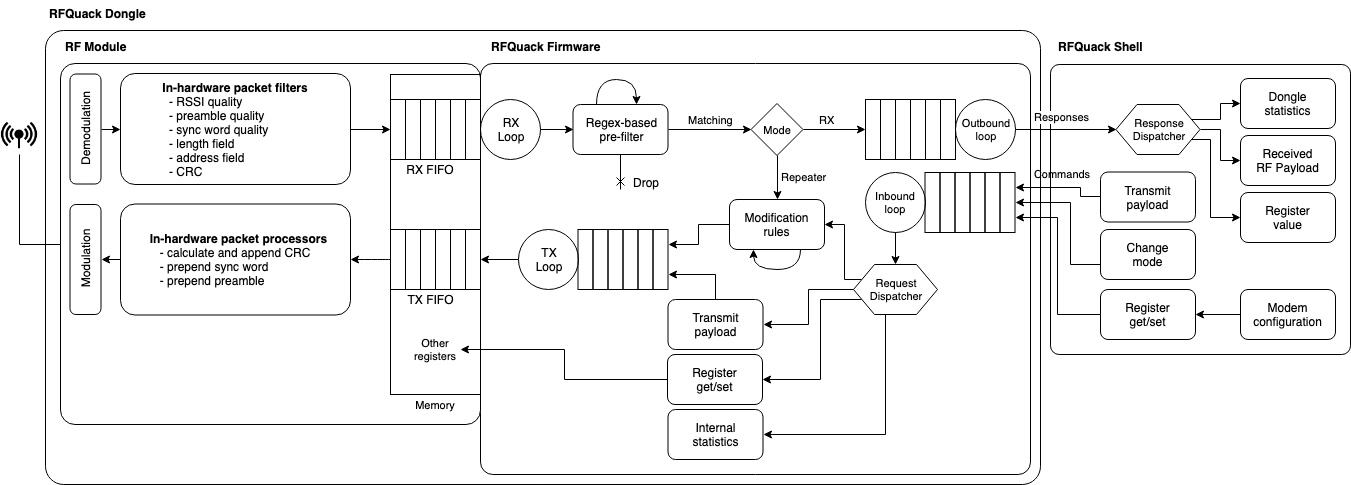 RFQuack Dongle
RF Module
RFQuack Firmware
RFQuack Shell
Demodulation
In-hardware packet filters
- RSSI quality
- preamble quality
- sync word quality
- length field
- address field
- CRC
RX FIFO
RX
Loop
Regex-based
pre-filter
Drop
Matching
Mode
RX
Repeater
Outbound
loop
Responses
Response
Dispatcher
Dongle
statistics
Received
RF Payload
Register
value
Commands
Transmit
payload
Change
mode
Register
get/set
Modem
configuration
Inbound
loop
Request
Dispatcher
Modification
rules
Modulation
In-hardware packet processors
- calculate and append CRC
- prepend sync word
- prepend preamble
TX FIFO
TX
Loop
Transmit
payload
Other
registers
Register
get/set
Memory
Internal
statistics